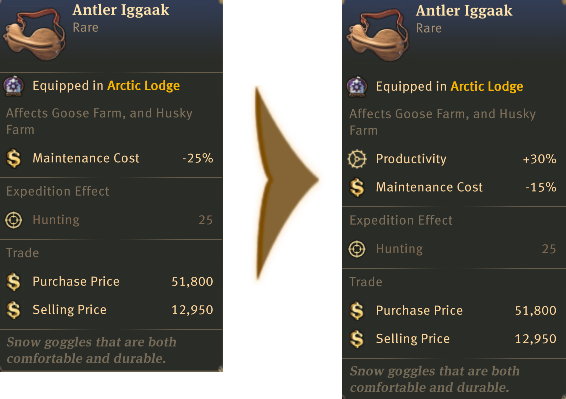 Antler Iggaak
Rare
Equipped in Arctic Lodge
Affects Goose Farm, and Husky
Farm
Maintenance Cost -25%
Expedition Effect
Hunting 25
Trade
Purchase Price 51,800
Selling Price 12,950
Snow goggles that are both
comfortable and durable.
Antler Iggaak
Rare
Equipped in Arctic Lodge
Affects Goose Farm, and Husky
Farm
Productivity +30%
Maintenance Cost -15%
Expedition Effect
Hunting 25
Trade
Purchase Price 51,800
Selling Price 12,950
Snow goggles that are both
comfortable and durable.